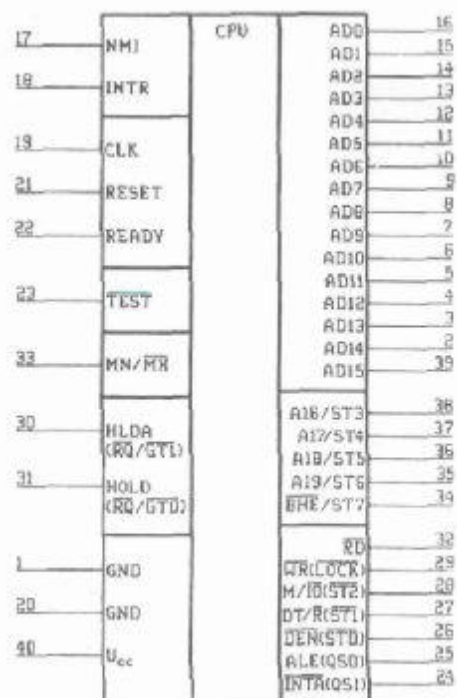 CPU
17 NMI
18 INTR
19 CLK
21 RESET
22 READY
23 TEST
33 MN/MX
30 HLDA
(RQ/GT1)
31 HOLD
(RQ/GT0)
1 GND
20 GND
40 Ucc
AD0 16
AD1 15
AD2 14
AD3 13
AD4 12
AD5 11
AD6 10
AD7 9
AD8 8
AD9 7
AD10 6
AD11 5
AD12 4
AD13 3
AD14 2
AD15 39
A16/ST3 38
A17/ST4 37
A18/ST5 36
A19/ST6 35
BHE/ST7 34
RD 32
WR(LOCK) 29
M/IO(ST2) 28
DT/R(ST1) 27
DEN(ST0) 26
ALE(QS0) 25
INTA(QS1) 24